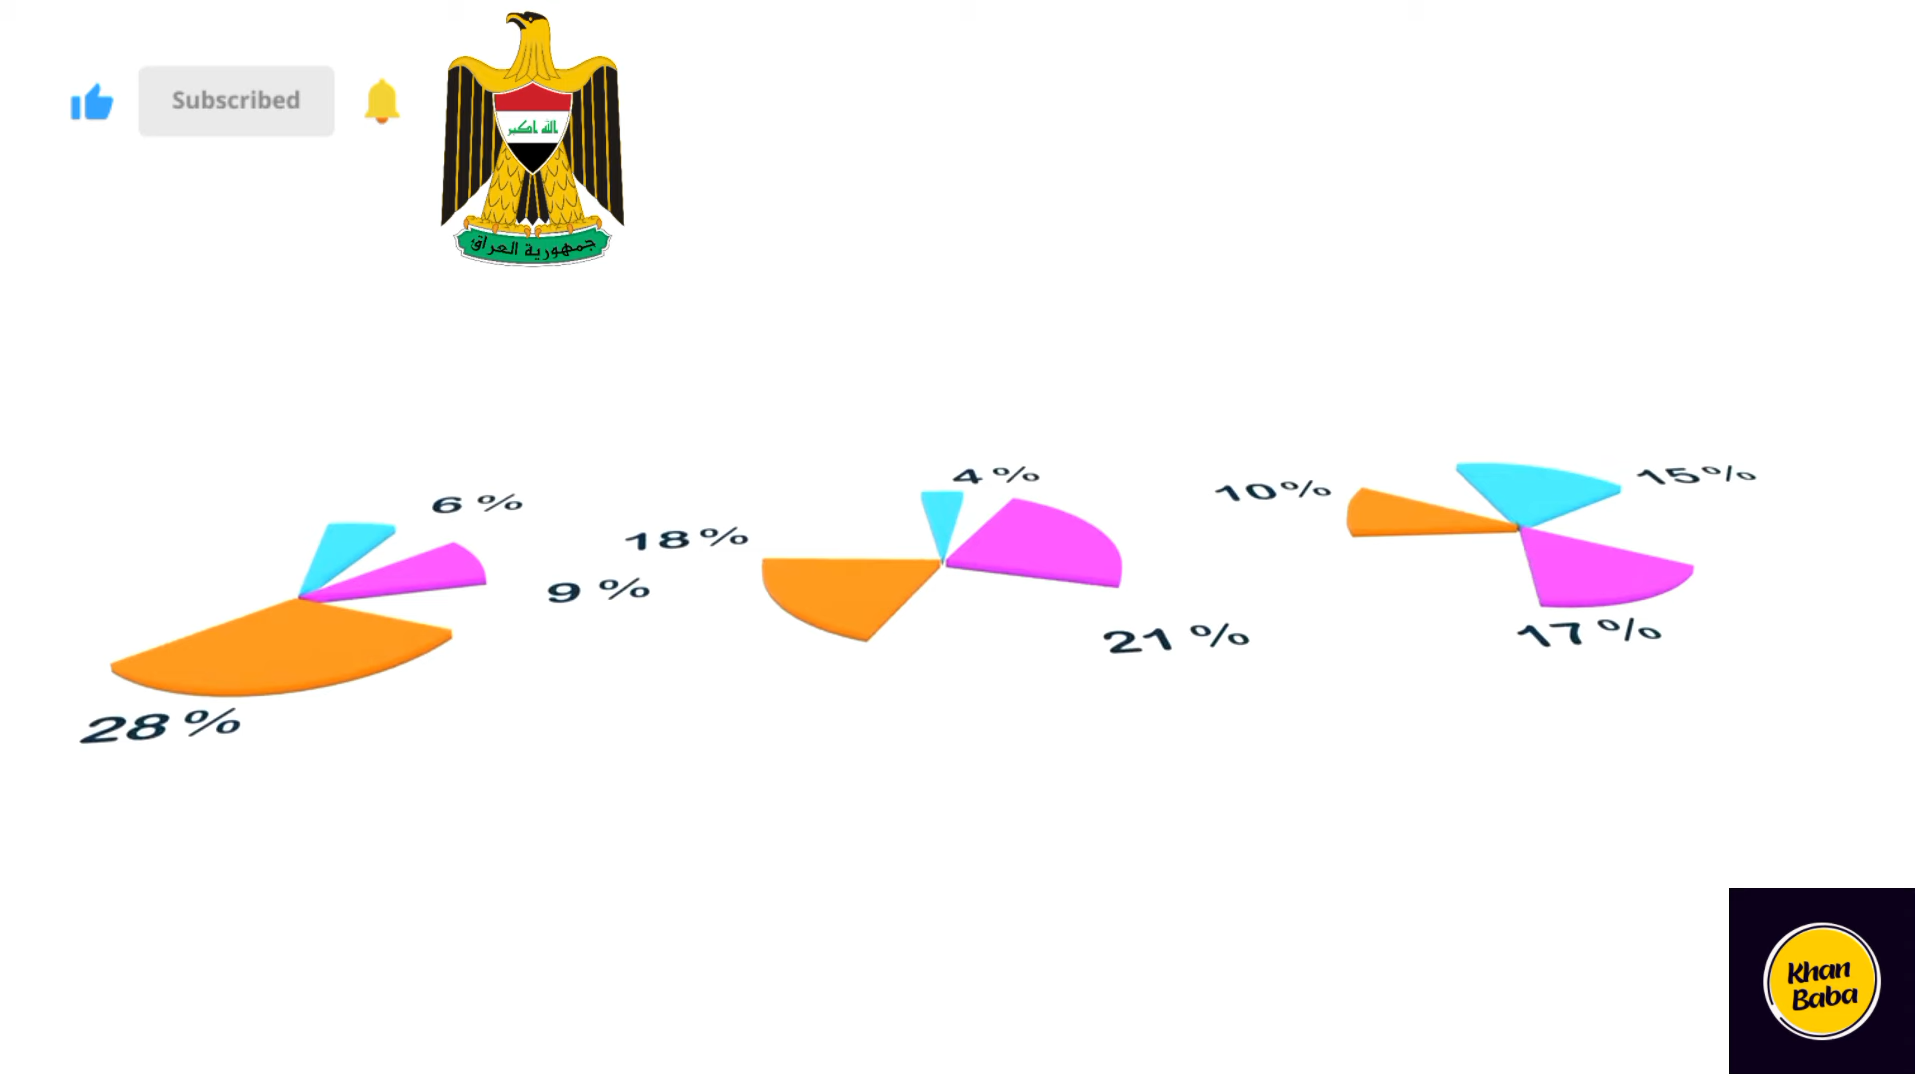 Subscribed
الله اكبر
جمهورية العراق
6 %
9 %
28 %
18 %
4 %
21 %
10%
15%
17%
Khan
Baba